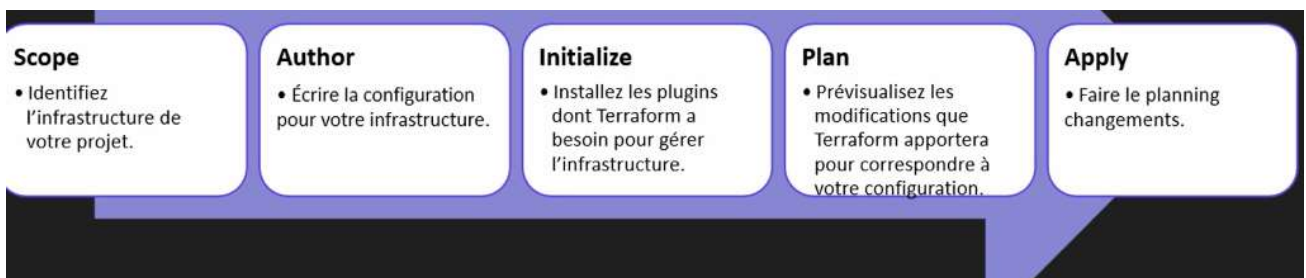 Scope
• Identifiez
l'infrastructure de
votre projet.
Author
• Écrire la configuration
pour votre infrastructure.
Initialize
• Installez les plugins
dont Terraform a
besoin pour gérer
l'infrastructure.
Plan
• Prévisualisez les
modifications que
Terraform apportera
pour correspondre à
votre configuration.
Apply
• Faire le planning
changements.